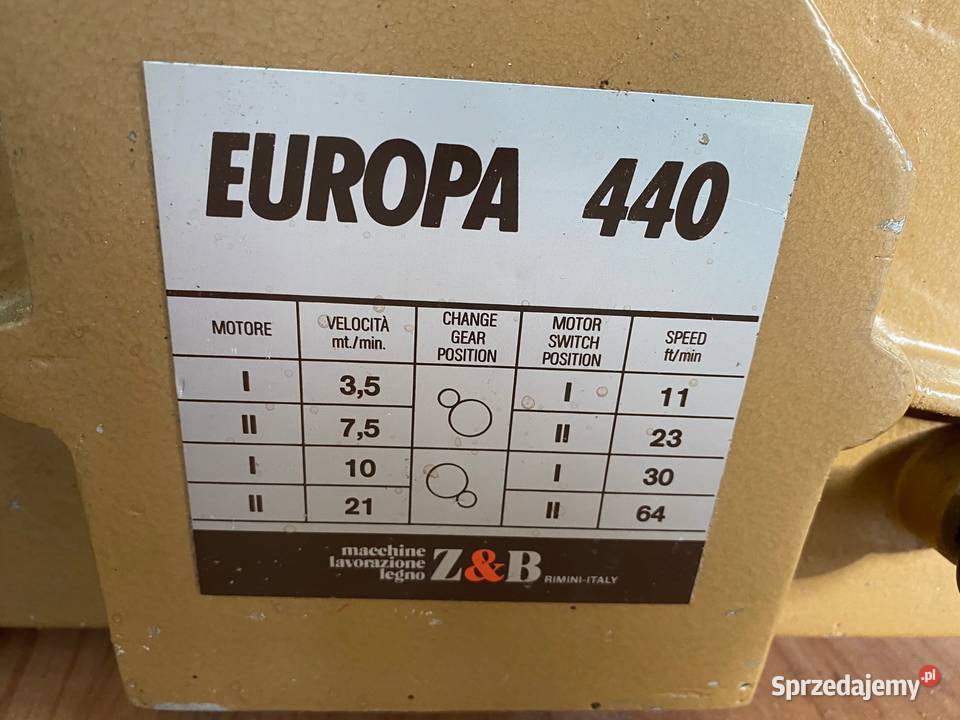 EUROPA 440
MOTORE
VELOCITÀ
mt./min.
CHANGE
GEAR
POSITION
MOTOR
SWITCH
POSITION
SPEED
ft/min
I 3,5 I 11
II 7,5 II 23
I 10 I 30
II 21 II 64
macchine
lavorazione
legno
Z&B
RIMINI-ITALY
Sprzedajemy.pl